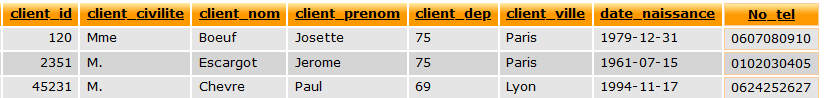 client_id client_civilite client_nom client_prenom client_dep client_ville date_naissance No_tel
120 Mme Boeuf Josette 75 Paris 1979-12-31 0607080910
2351 M. Escargot Jerome 75 Paris 1961-07-15 0102030405
45231 M. Chevre Paul 69 Lyon 1994-11-17 0624252627